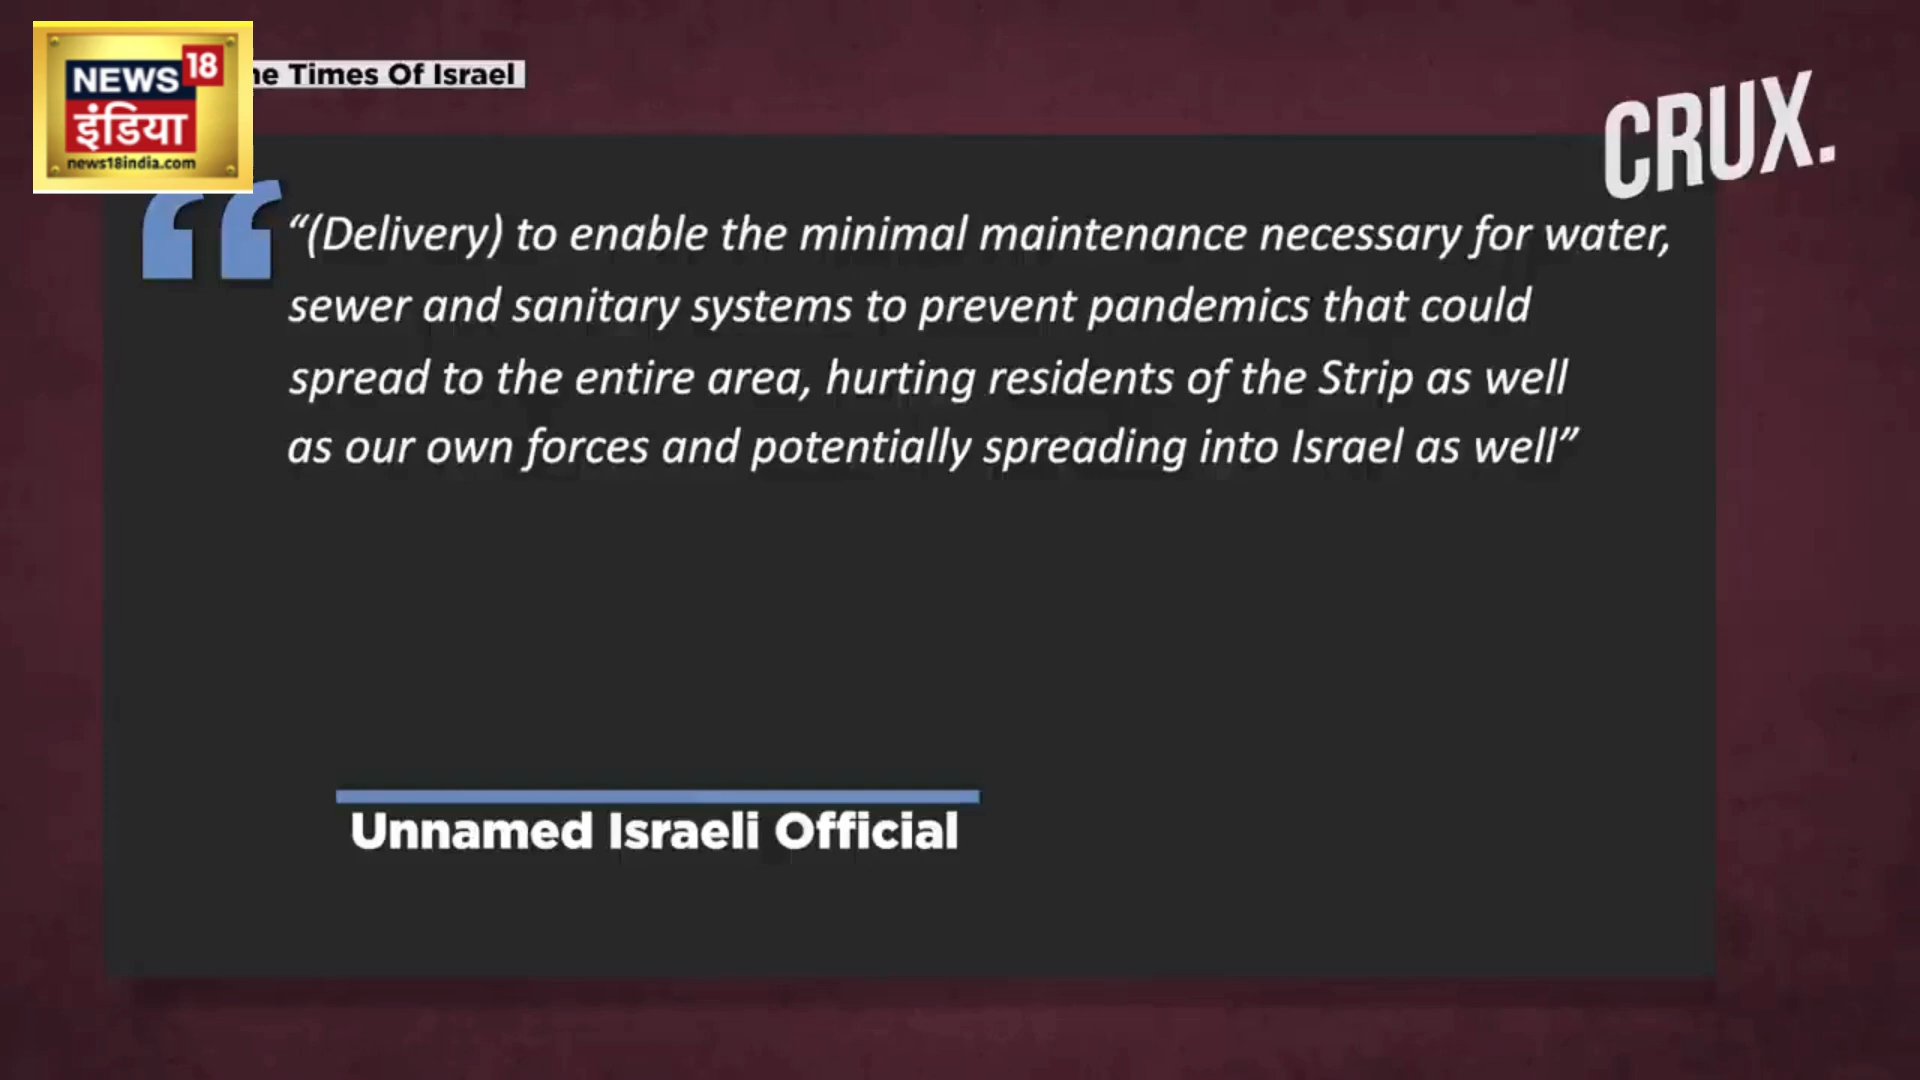 NEWS 18
इंडिया
news18india.com
Times Of Israel
CRUX.
“(Delivery) to enable the minimal maintenance necessary for water,
sewer and sanitary systems to prevent pandemics that could
spread to the entire area, hurting residents of the Strip as well
as our own forces and potentially spreading into Israel as well”
Unnamed Israeli Official